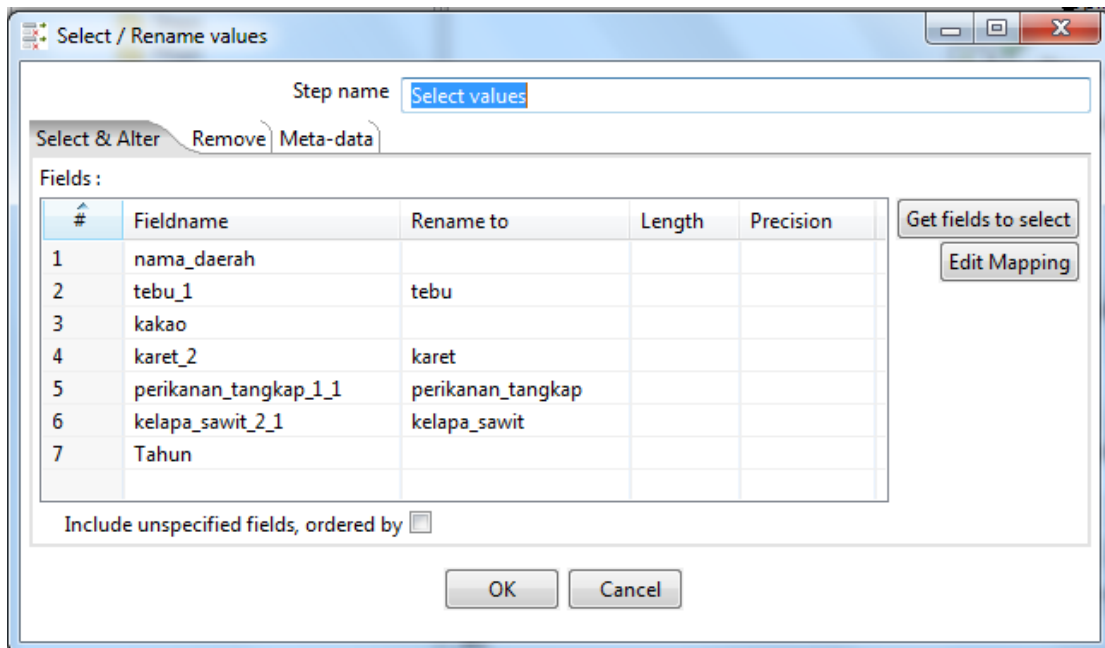 Select / Rename values
Step name Select values
Select & Alter Remove Meta-data
Fields :
# Fieldname Rename to Length Precision Get fields to select
1 nama_daerah Edit Mapping
2 tebu_1 tebu
3 kakao
4 karet_2 karet
5 perikanan_tangkap_1_1 perikanan_tangkap
6 kelapa_sawit_2_1 kelapa_sawit
7 Tahun
Include unspecified fields, ordered by
OK Cancel